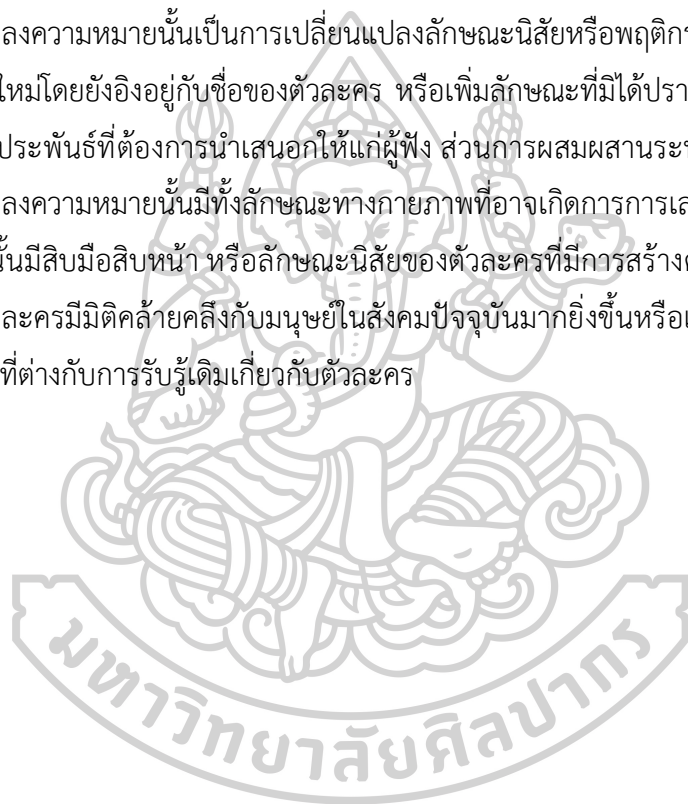 ลงความหมายนั้นเป็นการเปลี่ยนแปลงลักษณะนิสัยหรือพฤติกร
ใหม่โดยยังอิงอยู่กับชื่อของตัวละคร หรือเพิ่มลักษณะที่มิได้ปรา
ประพันธ์ที่ต้องการนำเสนอกให้แก่ผู้ฟัง ส่วนการผสมผสานระห
ลงความหมายนั้นมีทั้งลักษณะทางกายภาพที่อาจเกิดการการเล
นั้นมีสิบมือสิบหน้า หรือลักษณะนิสัยของตัวละครที่มีการสร้าง
ละครมีมิติคล้ายคลึงกับมนุษย์ในสังคมปัจจุบันมากยิ่งขึ้นหรือเ
ที่ต่างกับการรับรู้เดิมเกี่ยวกับตัวละคร
มหาวิทยาลัยศิลปากร